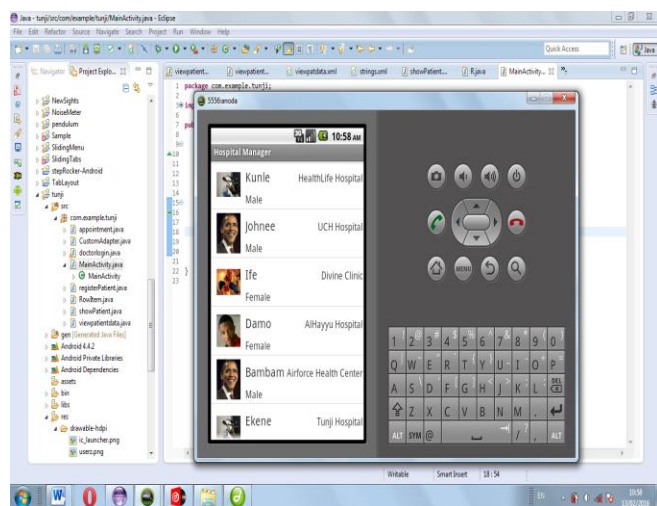 Java - tunji/src/com/example/tunji/MainActivity.java - Eclipse
File Edit Refactor Source Navigate Search Project Run Window Help
Quick Access
Java
Navigator Project Explo...
viewpatient... viewpatient... viewpatdata.xml strings.xml showPatient... R.java MainActivity...
NewSights
NoiseMeter
pendulum
Sample
SlidingMenu
SlidingTabs
stepRocker-Android
TabLayout
tunji
src
com.example.tunji
appointment.java
CustomAdapter.java
doctorlogin.java
MainActivity.java
MainActivity
registerPatient.java
RowItem.java
showPatient.java
viewpatientdata.java
gen [Generated Java Files]
Android 4.4.2
Android Private Libraries
Android Dependencies
assets
bin
libs
res
drawable-hdpi
ic_launcher.png
userz.png
1 package com.example.tunji;
10:58 AM
Hospital Manager
Kunle HealthLife Hospital
Male
Johnee UCH Hospital
Male
Ife Divine Clinic
Female
Damo AlHayyu Hospital
Female
Bambam Airforce Health Center
Male
Ekene Tunji Hospital
MENU
1 2 3 4 5 6 7 8 9 0
Q W E R T Y U I O P
A S D F G H J K L DEL
Z X C V B N M .
ALT SYM @ / , ALT
Writable Smart Insert 18 : 54
EN 10:58
13/02/2016